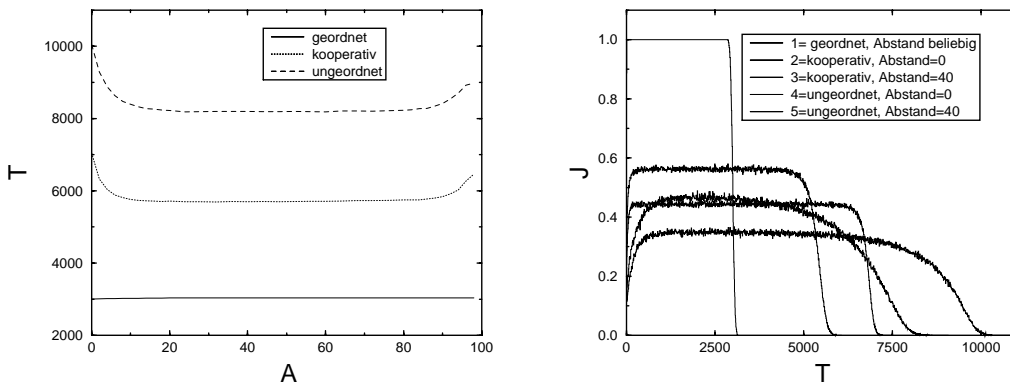 10000
8000
6000
4000
2000
T
0
20
40
60
80
100
A
geordnet
kooperativ
ungeordnet
1.0
0.8
0.6
0.4
0.2
0.0
J
0
2500
5000
7500
10000
T
1= geordnet, Abstand beliebig
2=kooperativ, Abstand=0
3=kooperativ, Abstand=40
4=ungeordnet, Abstand=0
5=ungeordnet, Abstand=40